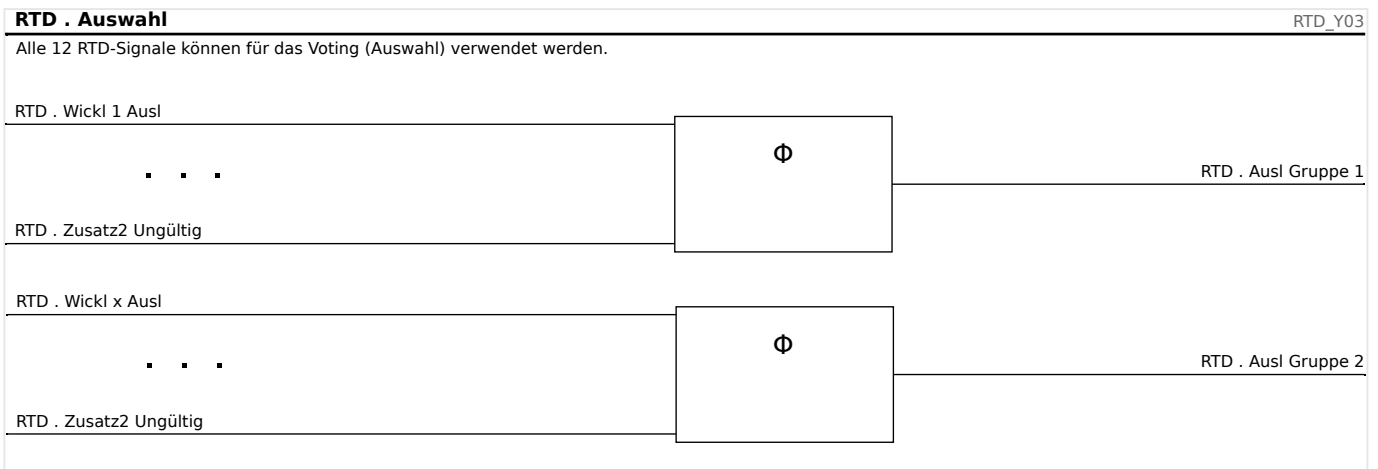 RTD . Auswahl
RTD_Y03
Alle 12 RTD-Signale können für das Voting (Auswahl) verwendet werden.
RTD . Wickl 1 Ausl
. . .
RTD . Zusatz2 Ungültig
Φ
RTD . Ausl Gruppe 1
RTD . Wickl x Ausl
. . .
RTD . Zusatz2 Ungültig
Φ
RTD . Ausl Gruppe 2